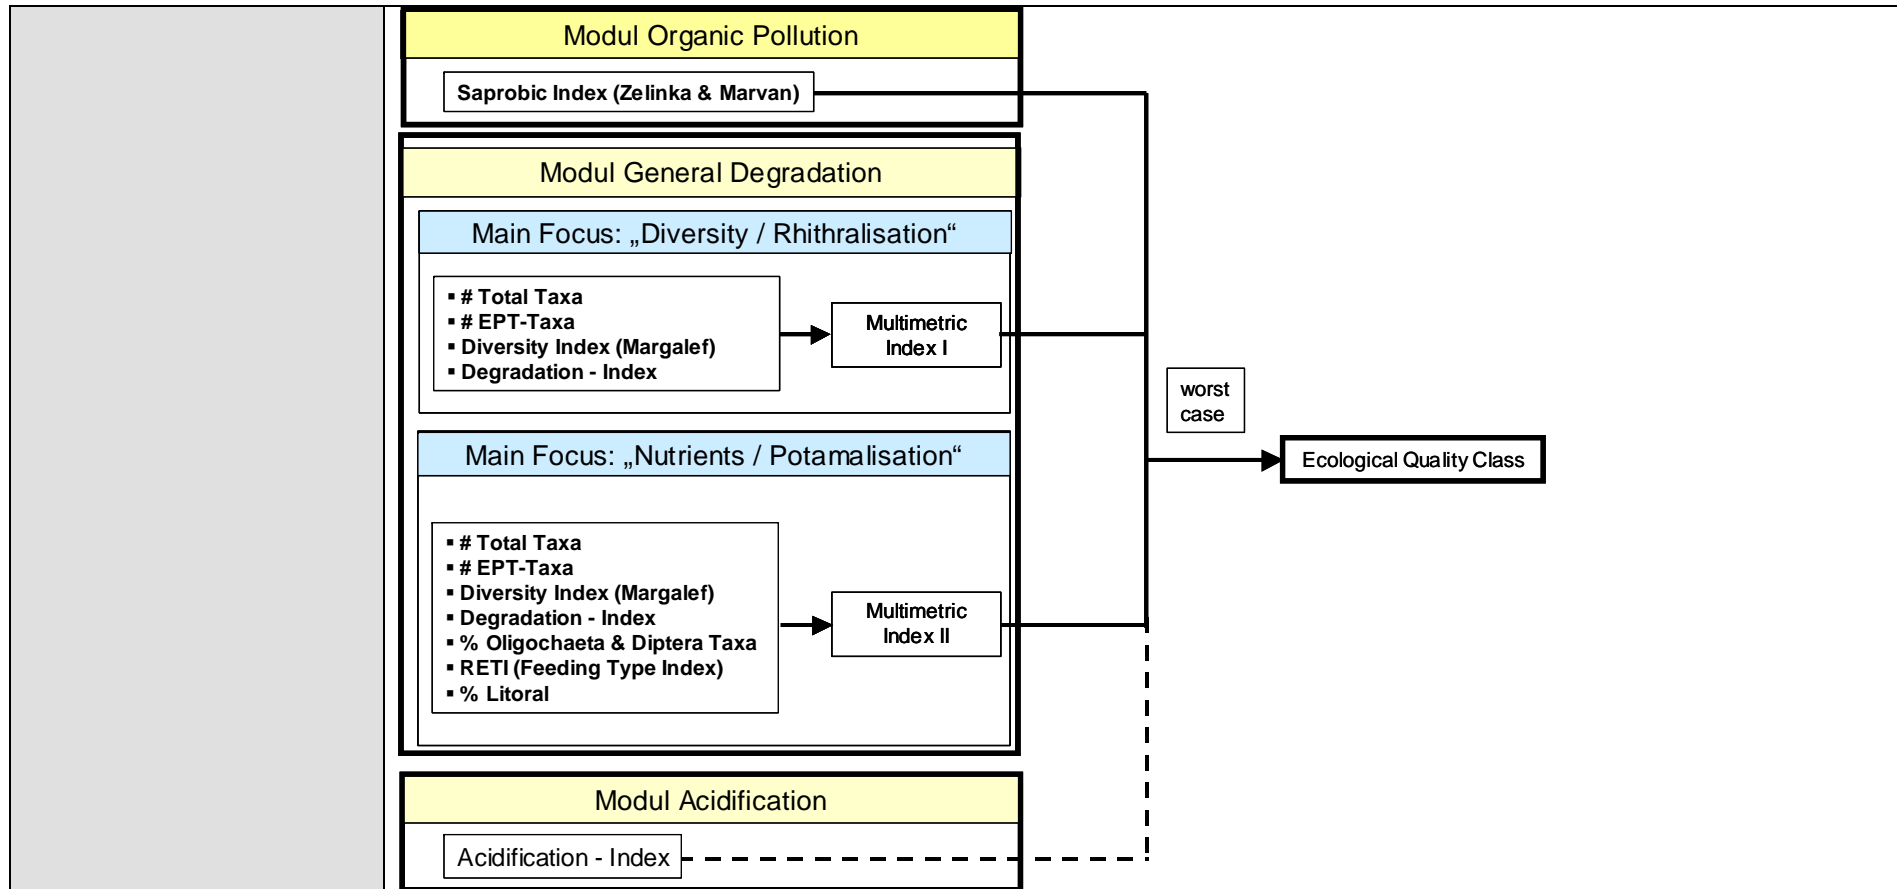 Modul Organic Pollution
Saprobic Index (Zelinka & Marvan)
Modul General Degradation
Main Focus: „Diversity / Rhithralisation“
▪ # Total Taxa
▪ # EPT-Taxa
▪ Diversity Index (Margalef)
▪ Degradation - Index
Multimetric
Index I
Main Focus: „Nutrients / Potamalisation“
▪ # Total Taxa
▪ # EPT-Taxa
▪ Diversity Index (Margalef)
▪ Degradation - Index
▪ % Oligochaeta & Diptera Taxa
▪ RETI (Feeding Type Index)
▪ % Litoral
Multimetric
Index II
worst
case
Ecological Quality Class
Modul Acidification
Acidification - Index